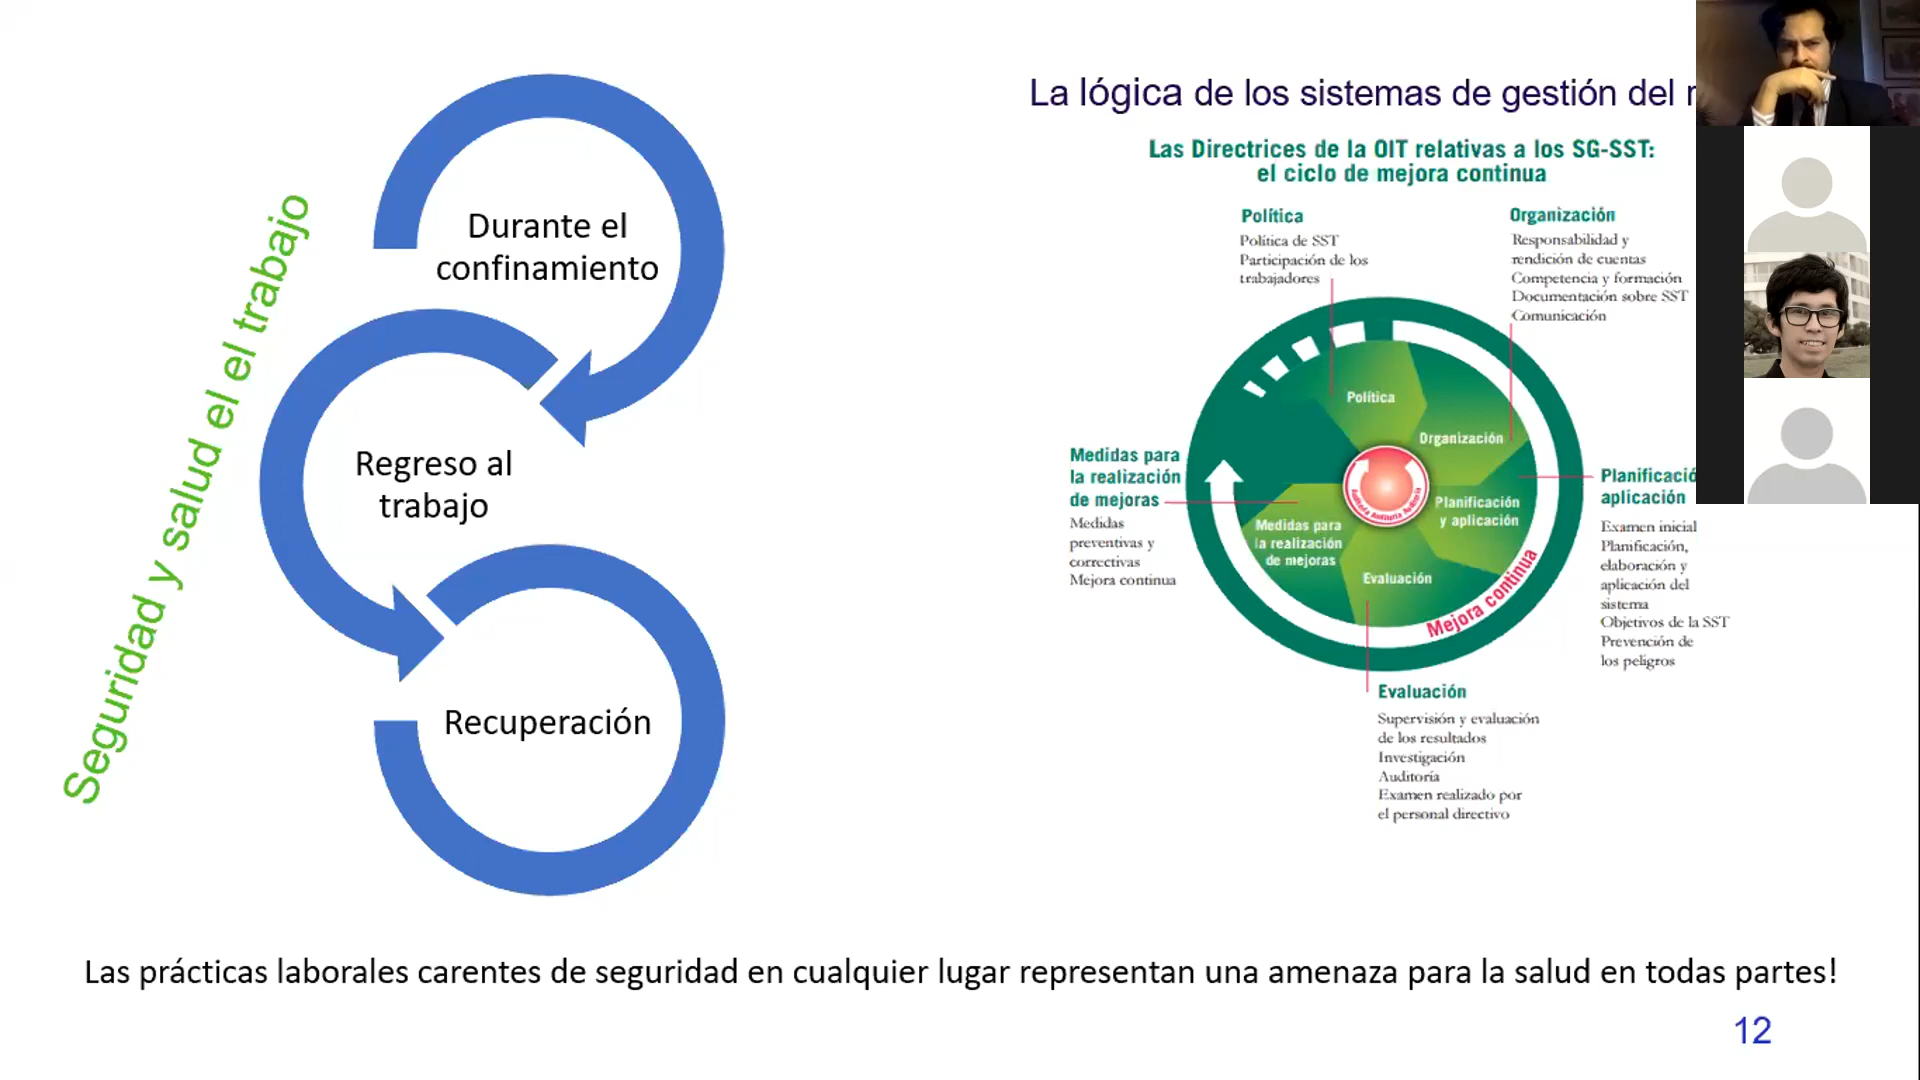 Seguridad y salud el el trabajo
Durante el
confinamiento
Regreso al
trabajo
Recuperación
La lógica de los sistemas de gestión del
Las Directrices de la OIT relativas a los SG-SST:
el ciclo de mejora continua
Política
Política de SST
Participación de los
trabajadores
Organización
Responsabilidad y
rendición de cuentas
Competencia y formación
Documentación sobre SST
Comunicación
Medidas para
la realización
de mejoras
Medidas
preventivas y
correctivas
Mejora continua
Política
Organización
Planificación
y aplicación
Evaluación
Medidas para
la realización
de mejoras
Auditoría Auditoría Auditoría
Mejora continua
Planificació
aplicación
Examen inicial
Planificación,
elaboración y
aplicación del
sistema
Objetivos de la SST
Prevención de
los peligros
Evaluación
Supervisión y evaluación
de los resultados
Investigación
Auditoría
Examen realizado por
el personal directivo
Las prácticas laborales carentes de seguridad en cualquier lugar representan una amenaza para la salud en todas partes!
12